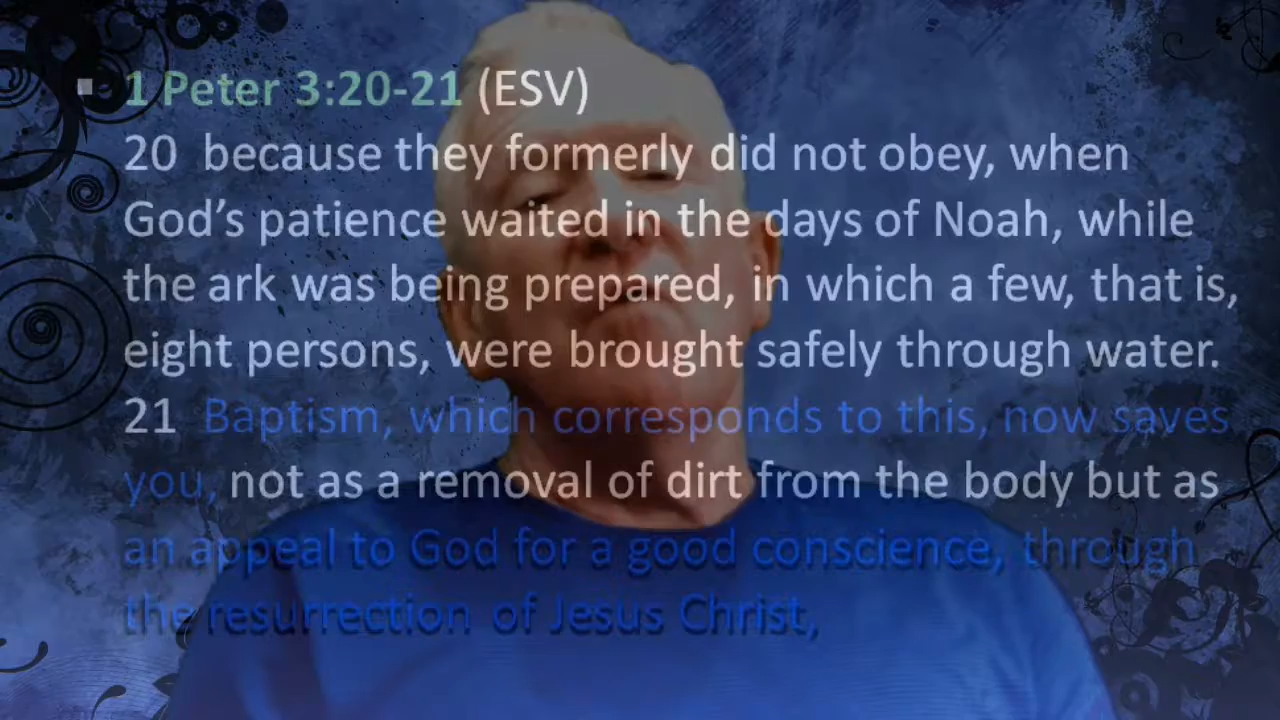 1 Peter 3:20-21 (ESV)
20 because they formerly did not obey, when
God’s patience waited in the days of Noah, while
the ark was being prepared, in which a few, that is,
eight persons, were brought safely through water.
21 Baptism, which corresponds to this, now saves
you, not as a removal of dirt from the body but as
an appeal to God for a good conscience, through
the resurrection of Jesus Christ,